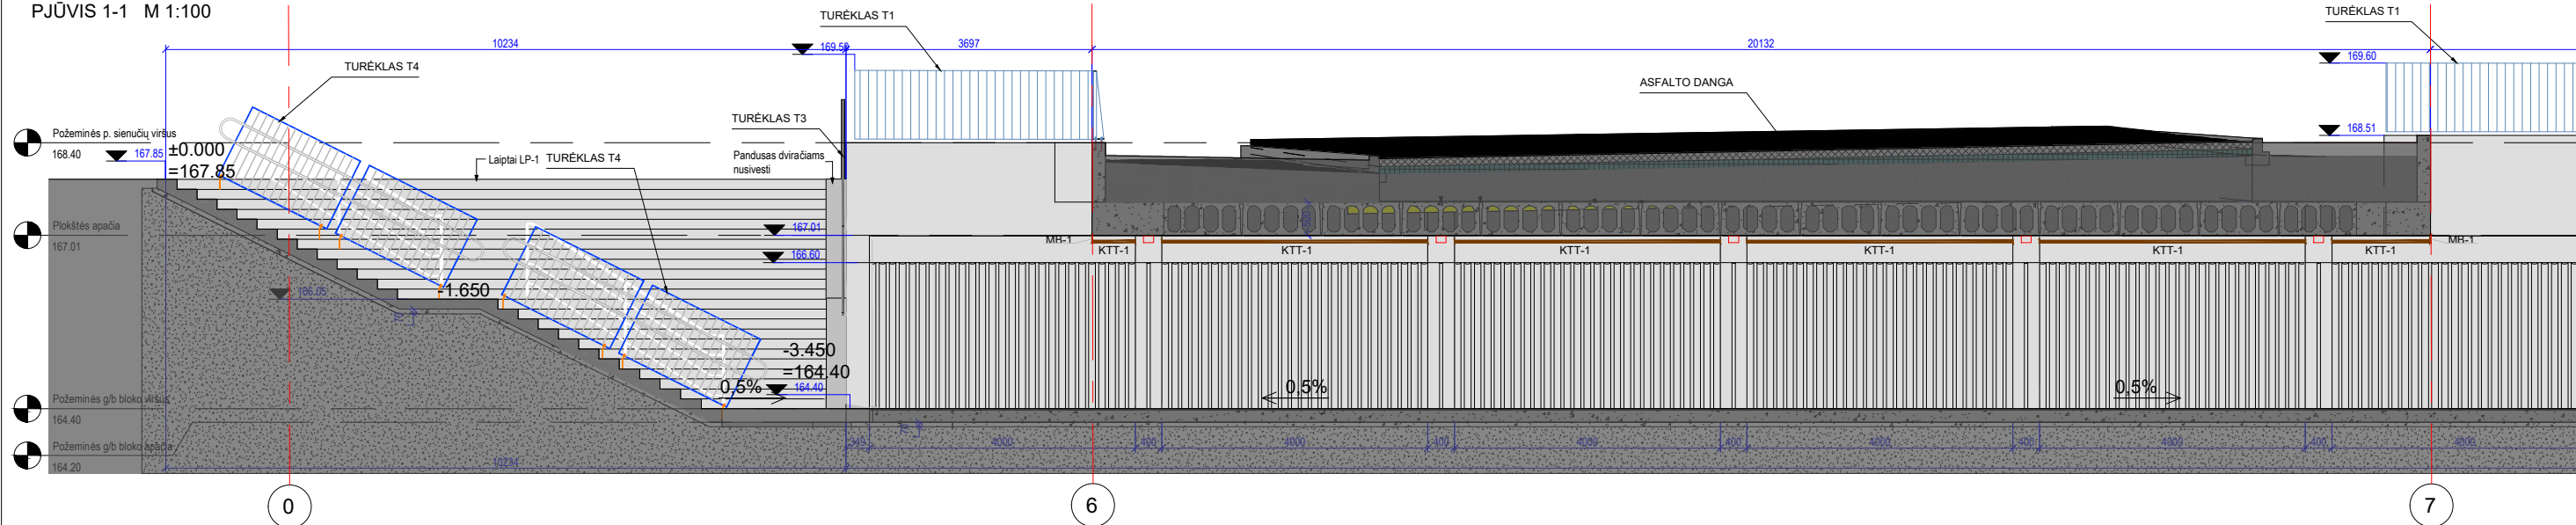 PJŪVIS 1-1 M 1:100
TURĖKLAS T1
TURĖKLAS T1
10234
169.50
3697
20132
TURĖKLAS T4
169.60
ASFALTO DANGA
TURĖKLAS T3
Požeminės p. sienučių viršus
168.40
167.85
±0.000
=167.85
168.51
Laiptai LP-1
TURĖKLAS T4
Pandusas dviračiams
nusivesti
Plokštės apačia
167.01
167.01
MB-1
MB-1
166.60
KTT-1
KTT-1
KTT-1
KTT-1
KTT-1
KTT-1
166.05
-1.650
70
-3.450
=164.40
0,5%
164.40
0,5%
0,5%
Požeminės g/b bloko viršus
164.40
Požeminės g/b bloko apačia
164.20
70
10234
349
4000
400
4000
400
4000
400
4000
400
4000
400
4000
0
6
7